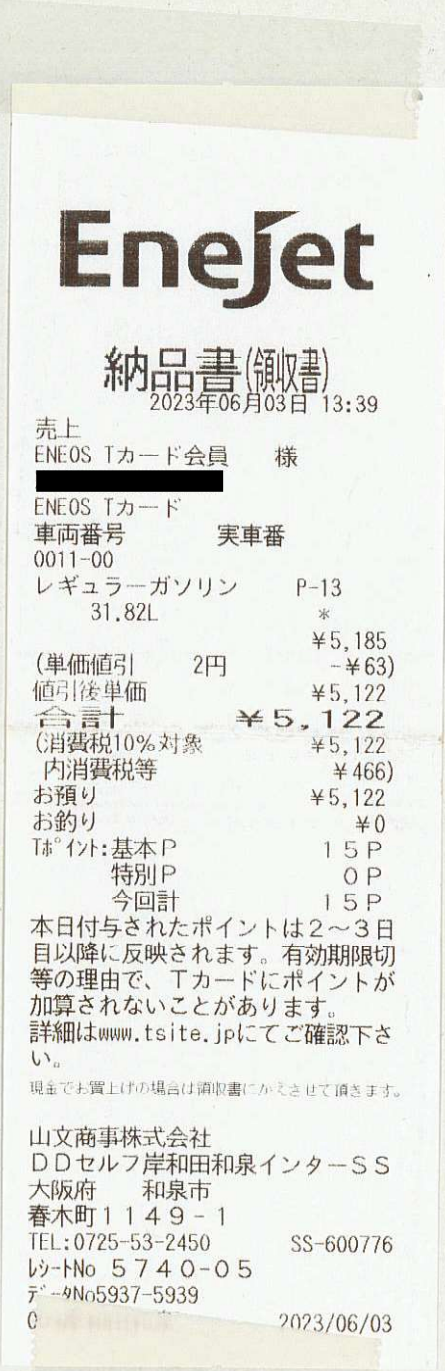 EneJet
納品書(領収書)
2023年06月03日 13:39
売上
ENEOS Tカード会員 様
ENEOS Tカード
車両番号 実車番
0011-00
レギュラーガソリン P-13
31.82L *
¥5,185
(単価値引 2円 -¥63)
値引後単価 ¥5,122
合計 ¥5,122
(消費税10%対象 ¥5,122
内消費税等 ¥466)
お預り ¥5,122
お釣り ¥0
Tポイント:基本P 15P
特別P 0P
今回計 15P
本日付与されたポイントは2〜3日
目以降に反映されます。有効期限切
等の理由で、Tカードにポイントが
加算されないことがあります。
詳細はwww.tsite.jpにてご確認下さ
い。
現金でお買上げの場合は領収書にかえさせて頂きます。
山文商事株式会社
DDセルフ岸和田和泉インターSS
大阪府 和泉市
春木町1149-1
TEL:0725-53-2450 SS-600776
レシートNo 5740-05
データNo5937-5939
2023/06/03